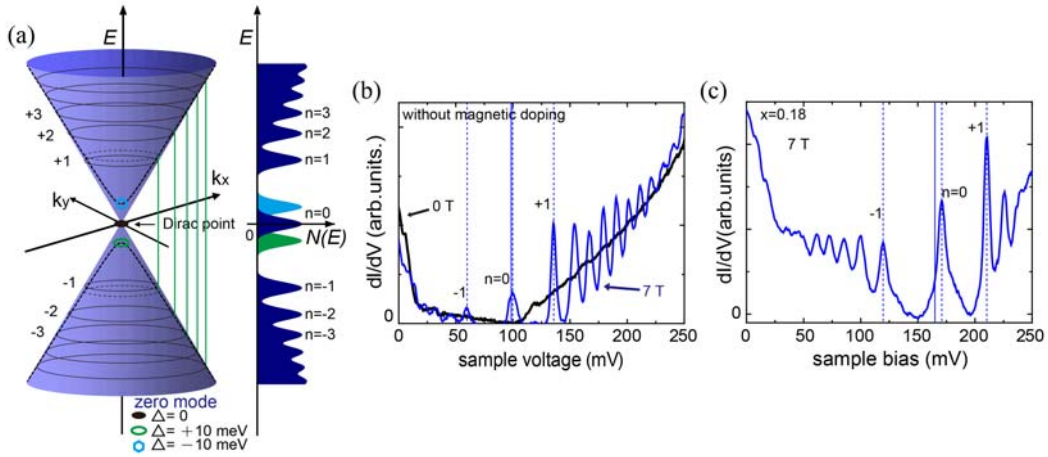 (a)
E
+3
+2
+1
ky
kx
Dirac point
-1
-2
-3
zero mode
Δ= 0
Δ= +10 meV
Δ= −10 meV
E
n=3
n=2
n=1
n=0
0
N(E)
n=-1
n=-2
n=-3
(b)
without magnetic doping
0 T
+1
-1
n=0
7 T
dI/dV (arb.units.)
0
0 50 100 150 200 250
sample voltage (mV)
(c)
x=0.18
7 T
+1
-1
n=0
dI/dV (arb.units)
0
0 50 100 150 200 250
sample bias (mV)